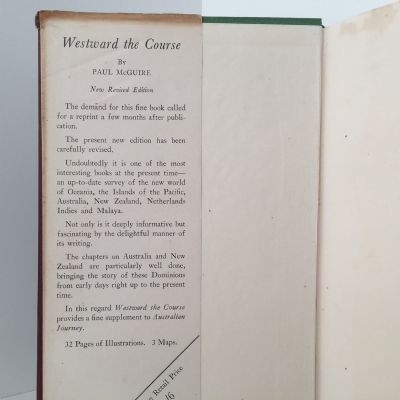 Westward the Course
By
PAUL McGUIRE
New Revised Edition
The demand for this fine book called
for a reprint a few months after publi-
cation.
The present new edition has been
carefully revised.
Undoubtedly it is one of the most
interesting books at the present time—
an up-to-date survey of the new world
of Oceania, the Islands of the Pacific,
Australia, New Zealand, Netherlands
Indies and Malaya.
Not only is it deeply informative but
fascinating by the delightful manner of
its writing.
The chapters on Australia and New
Zealand are particularly well done,
bringing the story of these Dominions
from early days right up to the present
time.
In this regard Westward the Course
provides a fine supplement to Australian
Journey.
32 Pages of Illustrations. 3 Maps.
Retail Price